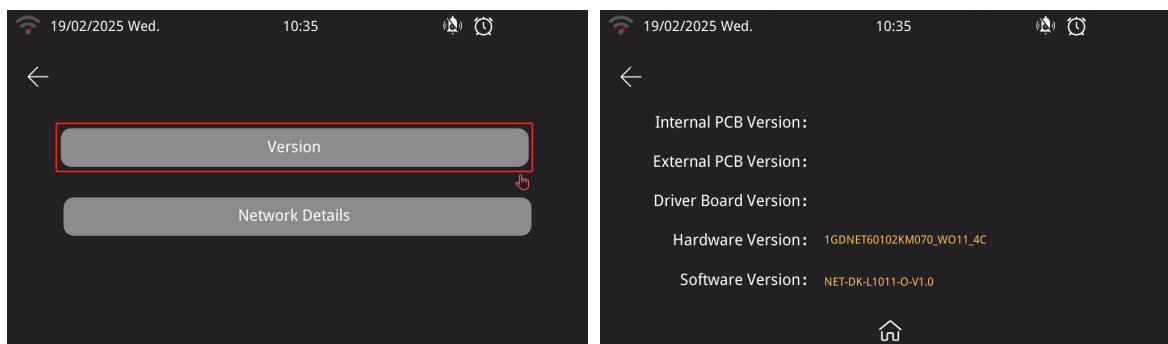 19/02/2025 Wed. 10:35
Version
Network Details
19/02/2025 Wed. 10:35
Internal PCB Version:
External PCB Version:
Driver Board Version:
Hardware Version: 1GDNET60102KM070_WO11_4C
Software Version: NET-DK-L1011-O-V1.0